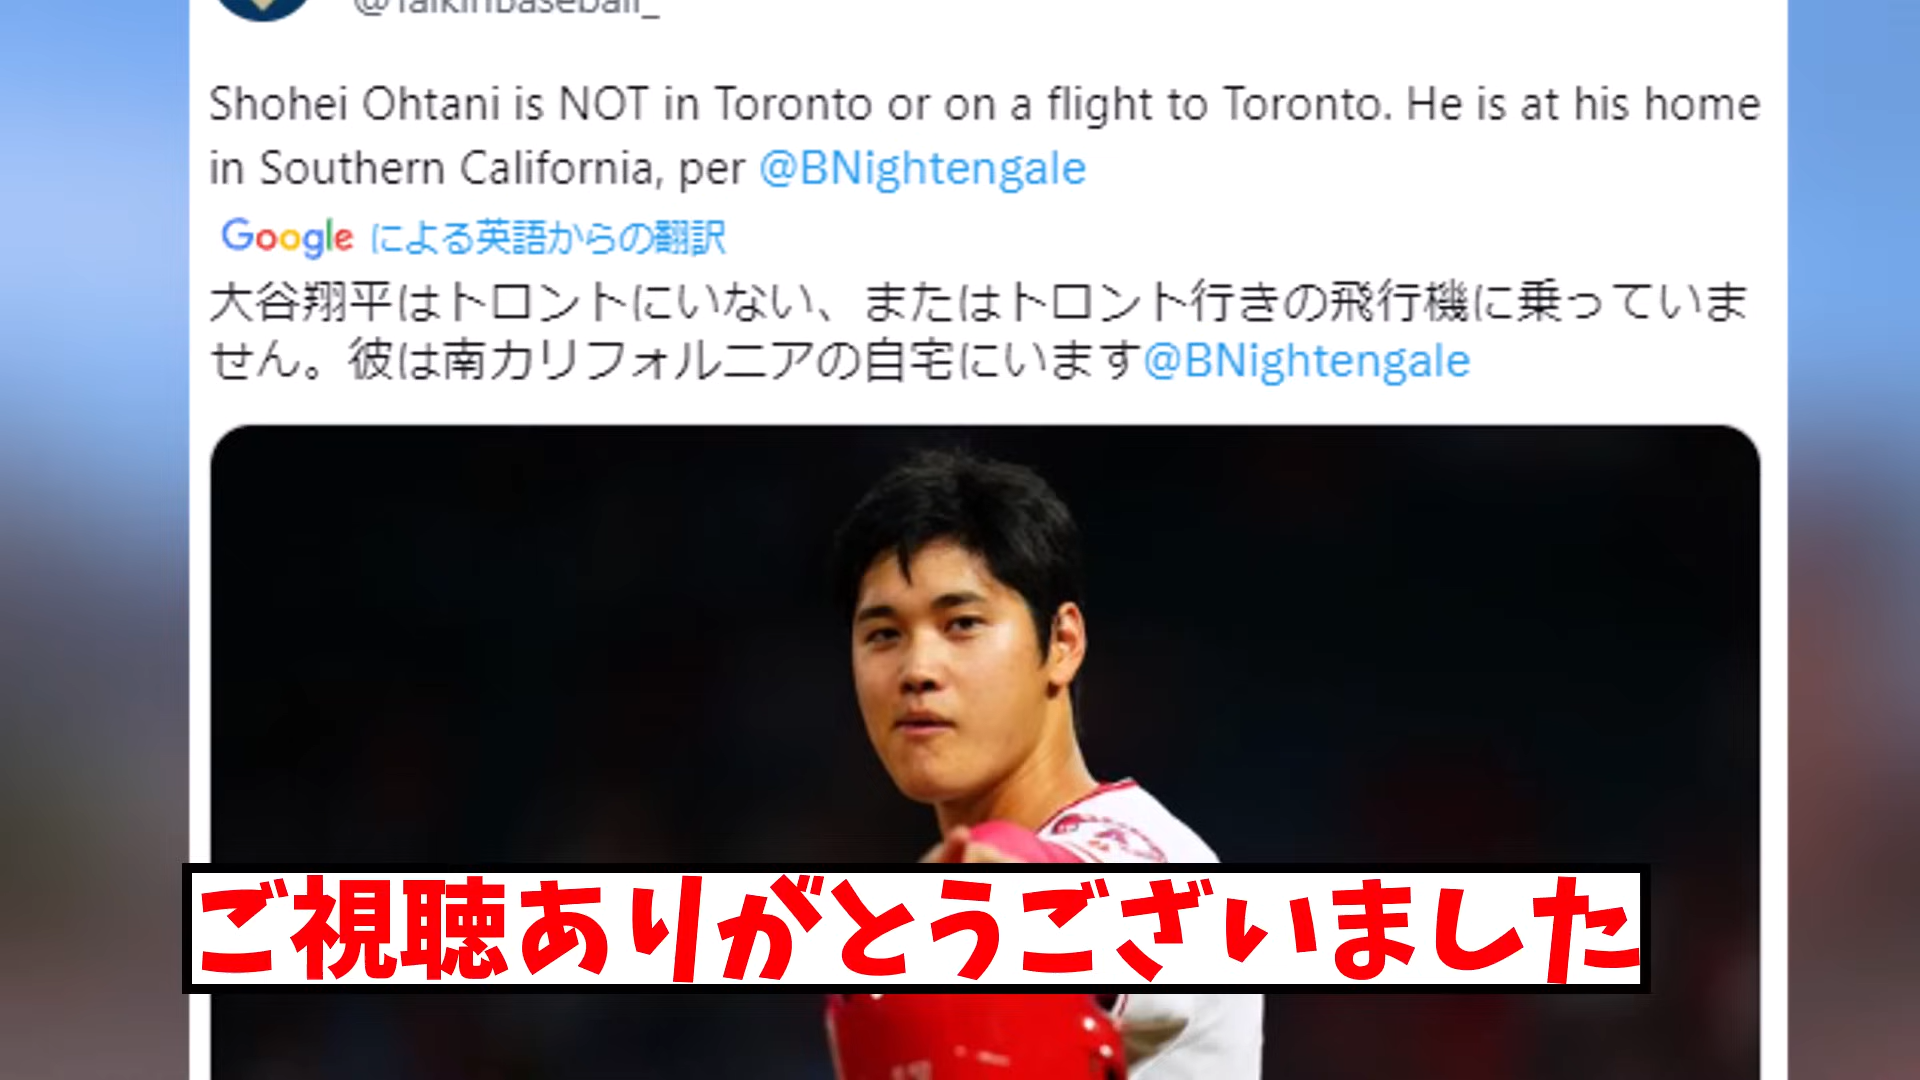 @TalkinBaseball_
Shohei Ohtani is NOT in Toronto or on a flight to Toronto. He is at his home
in Southern California, per @BNightengale
Google による英語からの翻訳
大谷翔平はトロントにいない、またはトロント行きの飛行機に乗っていま
せん。彼は南カリフォルニアの自宅にいます@BNightengale
ご視聴ありがとうございました